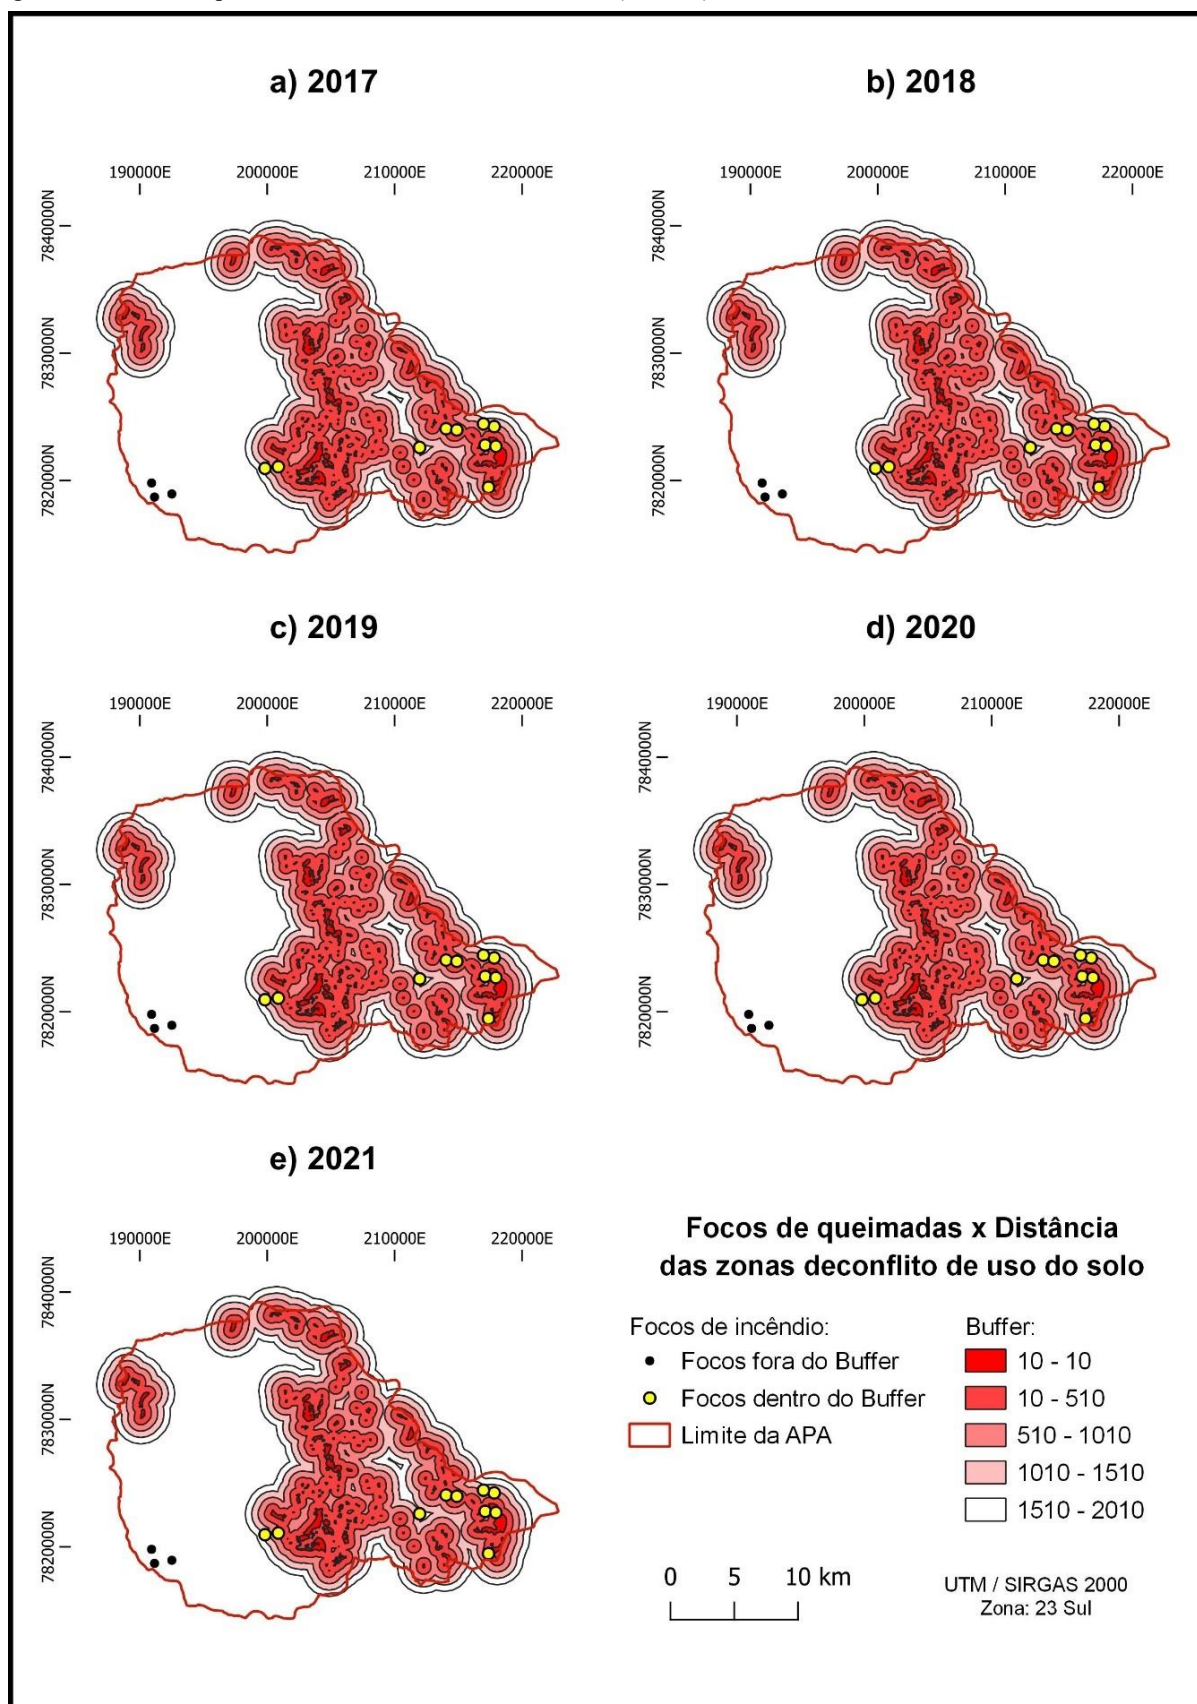 a) 2017
b) 2018
190000E 200000E 210000E 220000E
190000E 200000E 210000E 220000E
7840000N
7830000N
7820000N
7840000N
7830000N
7820000N
c) 2019
d) 2020
190000E 200000E 210000E 220000E
190000E 200000E 210000E 220000E
7840000N
7830000N
7820000N
7840000N
7830000N
7820000N
e) 2021
190000E 200000E 210000E 220000E
7840000N
7830000N
7820000N
Focos de queimadas x Distância
das zonas deconflito de uso do solo
Focos de incêndio:
Focos fora do Buffer
Focos dentro do Buffer
Limite da APA
Buffer:
10 - 10
10 - 510
510 - 1010
1010 - 1510
1510 - 2010
0 5 10 km
UTM / SIRGAS 2000
Zona: 23 Sul